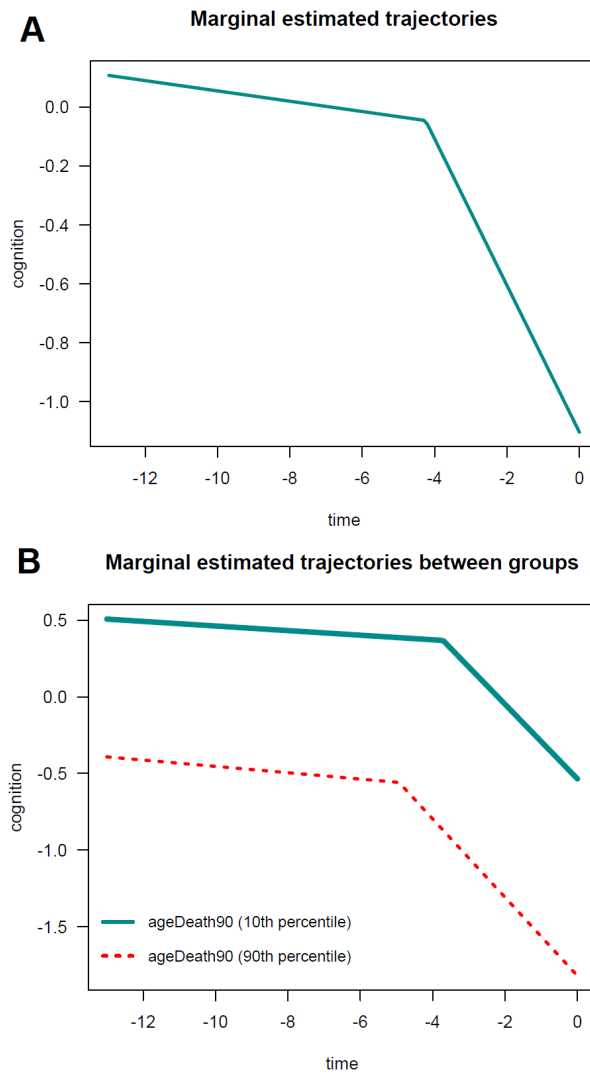 A
Marginal estimated trajectories
0.0
-0.2
-0.4
-0.6
-0.8
-1.0
cognition
-12 -10 -8 -6 -4 -2 0
time
B
Marginal estimated trajectories between groups
0.5
0.0
-0.5
-1.0
-1.5
cognition
ageDeath90 (10th percentile)
ageDeath90 (90th percentile)
-12 -10 -8 -6 -4 -2 0
time